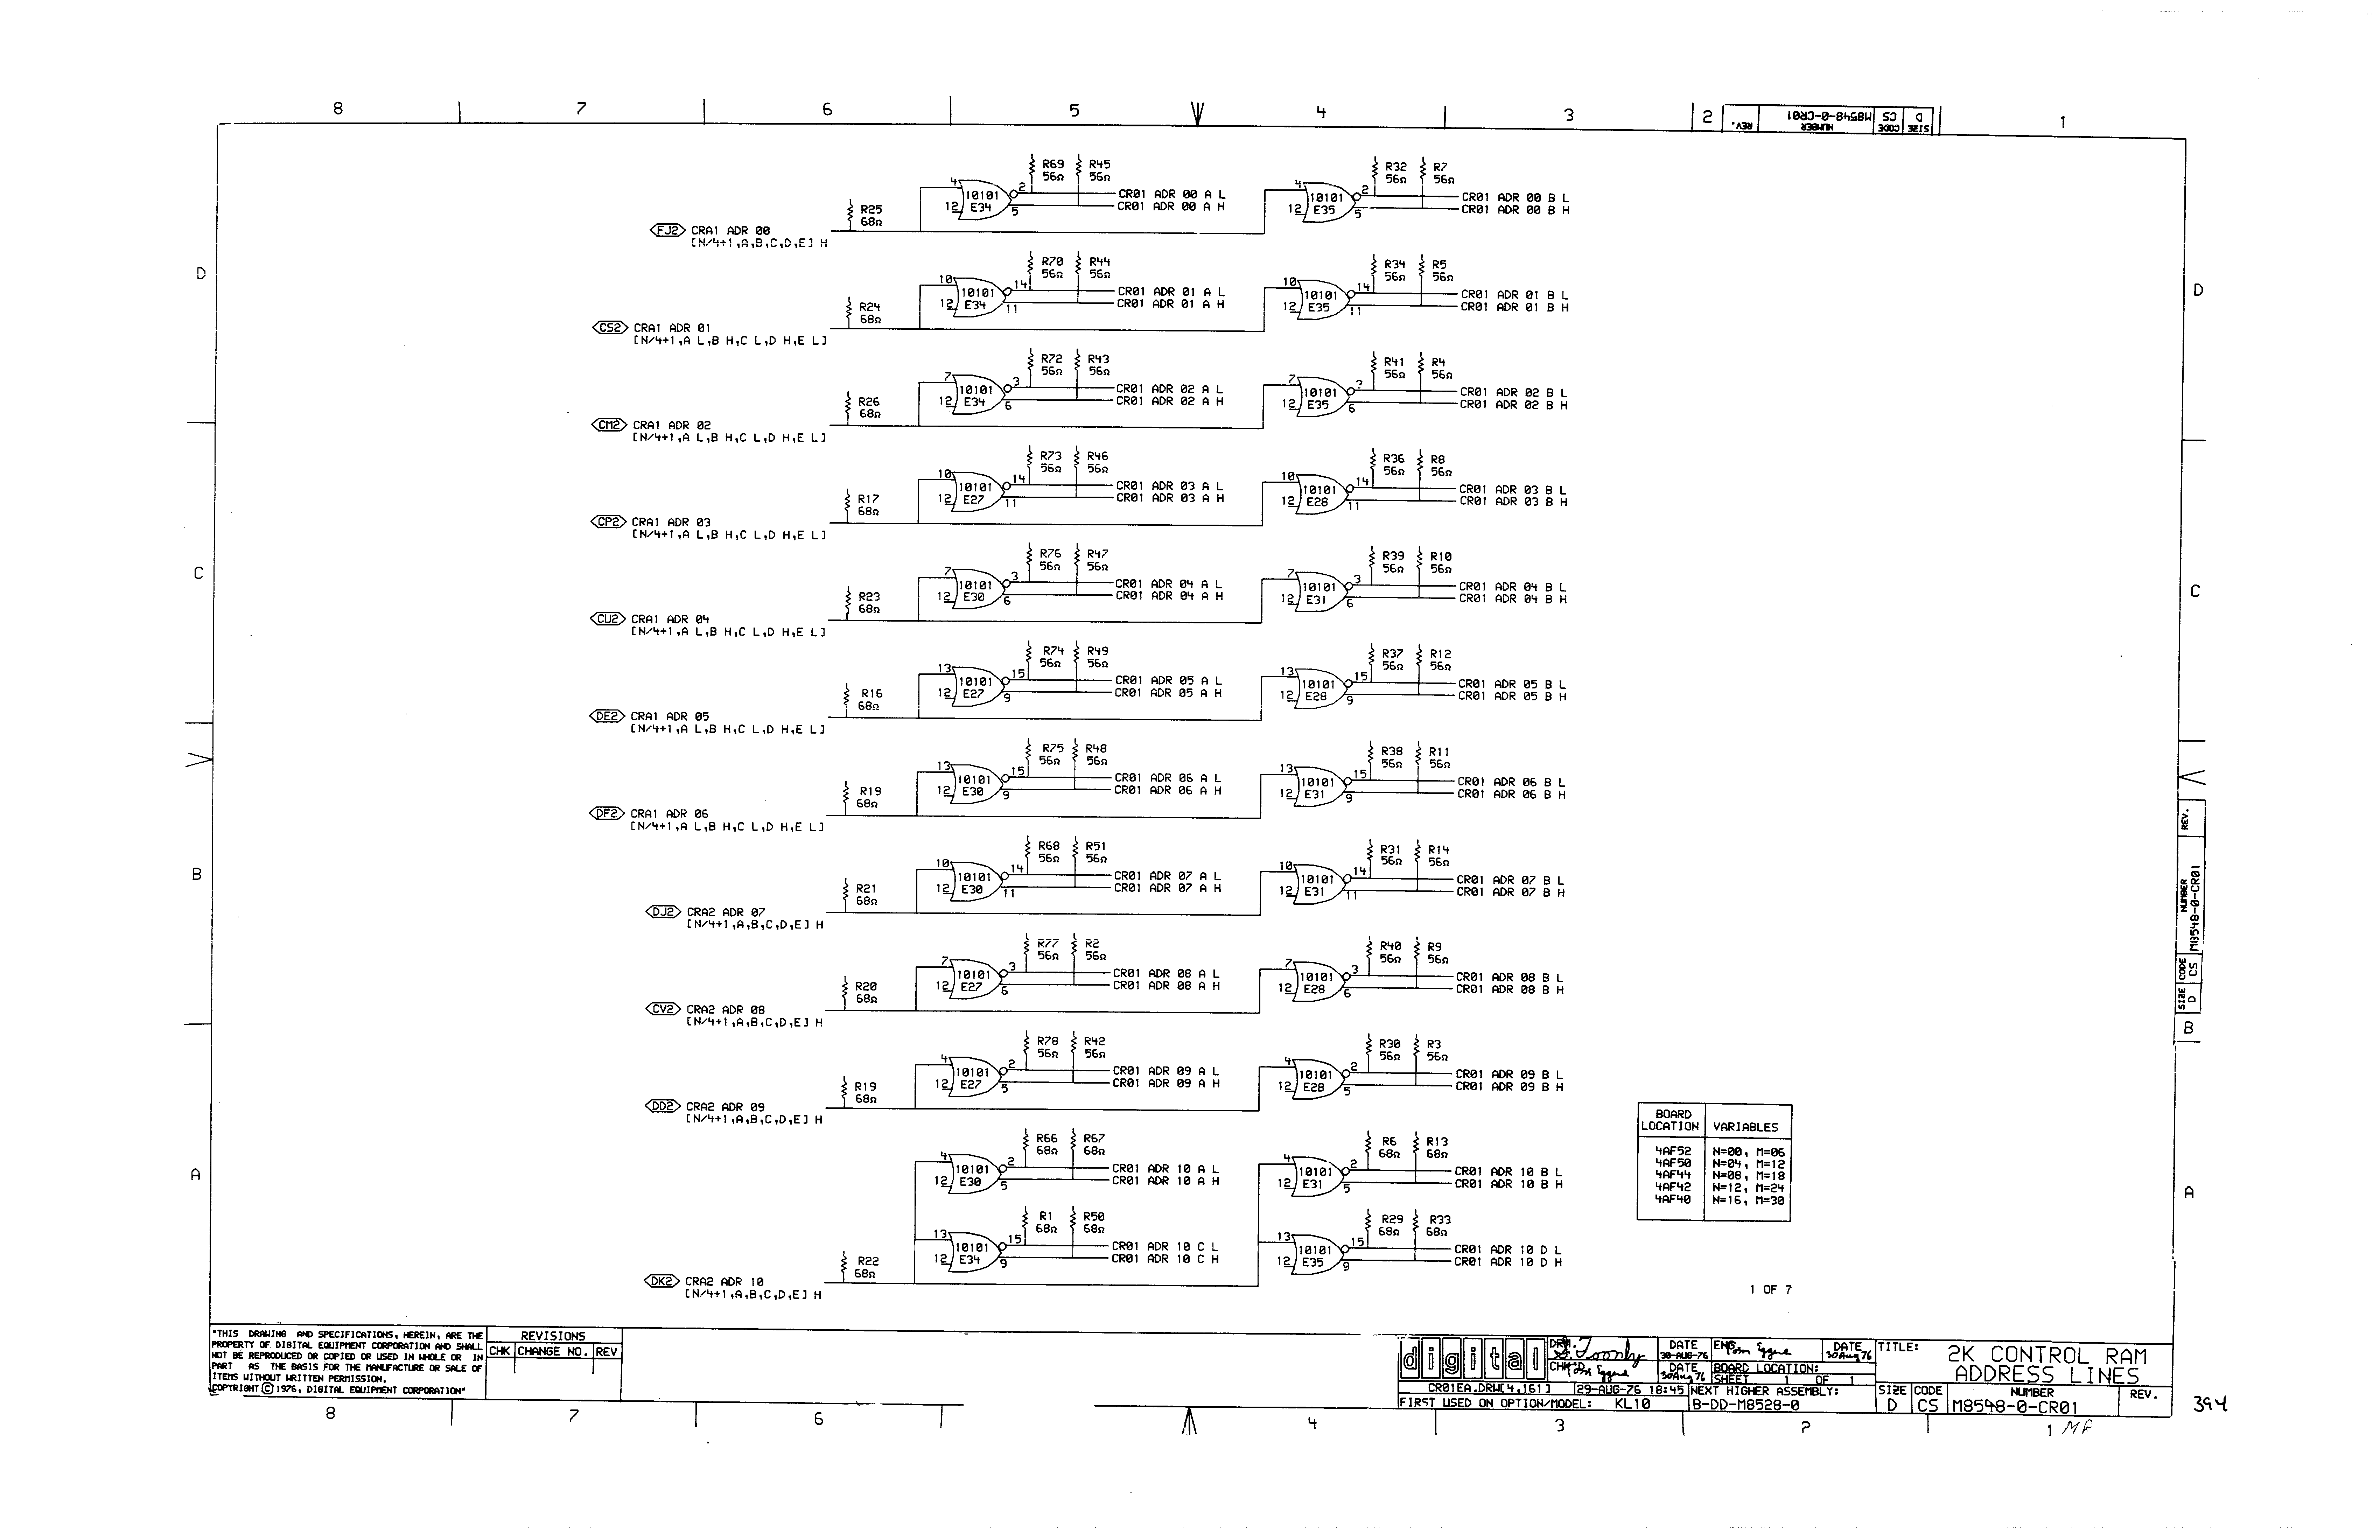 8 7 6 5 4 3 2 1
SIZE D CODE CS NUMBER M8548-0-CR01 REV.
D
C
B
A
FJ2 CRA1 ADR 00
[N/4+1,A,B,C,D,E] H
R25 68Ω
4 12 10101 E34 2 5
R69 56Ω R45 56Ω
CR01 ADR 00 A L
CR01 ADR 00 A H
4 12 10101 E35 2 5
R32 56Ω R7 56Ω
CR01 ADR 00 B L
CR01 ADR 00 B H
CS2 CRA1 ADR 01
[N/4+1,A L,B H,C L,D H,E L]
R24 68Ω
10 12 10101 E34 14 11
R70 56Ω R44 56Ω
CR01 ADR 01 A L
CR01 ADR 01 A H
10 12 10101 E35 14 11
R34 56Ω R5 56Ω
CR01 ADR 01 B L
CR01 ADR 01 B H
CM2 CRA1 ADR 02
[N/4+1,A L,B H,C L,D H,E L]
R26 68Ω
7 12 10101 E34 3 6
R72 56Ω R43 56Ω
CR01 ADR 02 A L
CR01 ADR 02 A H
7 12 10101 E35 6
R41 56Ω R4 56Ω
CR01 ADR 02 B L
CR01 ADR 02 B H
CP2 CRA1 ADR 03
[N/4+1,A L,B H,C L,D H,E L]
R17 68Ω
10 12 10101 E27 14 11
R73 56Ω R46 56Ω
CR01 ADR 03 A L
CR01 ADR 03 A H
10 12 10101 E28 14 11
R36 56Ω R8 56Ω
CR01 ADR 03 B L
CR01 ADR 03 B H
CU2 CRA1 ADR 04
[N/4+1,A L,B H,C L,D H,E L]
R23 68Ω
7 12 10101 E30 3 6
R76 56Ω R47 56Ω
CR01 ADR 04 A L
CR01 ADR 04 A H
7 12 10101 E31 3 6
R39 56Ω R10 56Ω
CR01 ADR 04 B L
CR01 ADR 04 B H
DE2 CRA1 ADR 05
[N/4+1,A L,B H,C L,D H,E L]
R16 68Ω
13 12 10101 E27 15 9
R74 56Ω R49 56Ω
CR01 ADR 05 A L
CR01 ADR 05 A H
13 12 10101 E28 15 9
R37 56Ω R12 56Ω
CR01 ADR 05 B L
CR01 ADR 05 B H
DF2 CRA1 ADR 06
[N/4+1,A L,B H,C L,D H,E L]
R19 68Ω
13 12 10101 E30 15 9
R75 56Ω R48 56Ω
CR01 ADR 06 A L
CR01 ADR 06 A H
13 12 10101 E31 15 9
R38 56Ω R11 56Ω
CR01 ADR 06 B L
CR01 ADR 06 B H
DJ2 CRA2 ADR 07
[N/4+1,A,B,C,D,E] H
R21 68Ω
10 12 10101 E30 14 11
R68 56Ω R51 56Ω
CR01 ADR 07 A L
CR01 ADR 07 A H
10 12 10101 E31 14 11
R31 56Ω R14 56Ω
CR01 ADR 07 B L
CR01 ADR 07 B H
CV2 CRA2 ADR 08
[N/4+1,A,B,C,D,E] H
R20 68Ω
7 12 10101 E27 3 6
R77 56Ω R2 56Ω
CR01 ADR 08 A L
CR01 ADR 08 A H
7 12 10101 E28 3 6
R40 56Ω R9 56Ω
CR01 ADR 08 B L
CR01 ADR 08 B H
DD2 CRA2 ADR 09
[N/4+1,A,B,C,D,E] H
R19 68Ω
4 12 10101 E27 2 5
R78 56Ω R42 56Ω
CR01 ADR 09 A L
CR01 ADR 09 A H
4 12 10101 E28 2 5
R30 56Ω R3 56Ω
CR01 ADR 09 B L
CR01 ADR 09 B H
4 12 10101 E30 2 5
R66 68Ω R67 68Ω
CR01 ADR 10 A L
CR01 ADR 10 A H
4 12 10101 E31 2 5
R6 68Ω R13 68Ω
CR01 ADR 10 B L
CR01 ADR 10 B H
DK2 CRA2 ADR 10
[N/4+1,A,B,C,D,E] H
R22 68Ω
13 12 10101 E34 15 9
R1 68Ω R50 68Ω
CR01 ADR 10 C L
CR01 ADR 10 C H
13 12 10101 E35 15 9
R29 68Ω R33 68Ω
CR01 ADR 10 D L
CR01 ADR 10 D H
BOARD LOCATION VARIABLES
4AF52 N=00, M=06
4AF50 N=04, M=12
4AF44 N=08, M=18
4AF42 N=12, M=24
4AF40 N=16, M=30
1 OF 7
D
C
SIZE D CODE CS NUMBER M8548-0-CR01 REV.
B
A
"THIS DRAWING AND SPECIFICATIONS, HEREIN, ARE THE
PROPERTY OF DIGITAL EQUIPMENT CORPORATION AND SHALL
NOT BE REPRODUCED OR COPIED OR USED IN WHOLE OR IN
PART AS THE BASIS FOR THE MANUFACTURE OR SALE OF
ITEMS WITHOUT WRITTEN PERMISSION.
COPYRIGHT © 1976, DIGITAL EQUIPMENT CORPORATION"
REVISIONS
CHK CHANGE NO. REV
digital
DRN. DATE 30-AUG-76
ENG. Tom Eggers DATE 30 Aug 76
CHK'D Tom Eggers DATE 30 Aug 76
BOARD LOCATION:
SHEET 1 OF 1
CR01EA.DRW[4,161] 29-AUG-76 18:45 NEXT HIGHER ASSEMBLY:
FIRST USED ON OPTION/MODEL: KL10 B-DD-M8528-0
TITLE: 2K CONTROL RAM
ADDRESS LINES
SIZE D CODE CS NUMBER M8548-0-CR01 REV.
394
8 7 6 4 3 2 1 MR